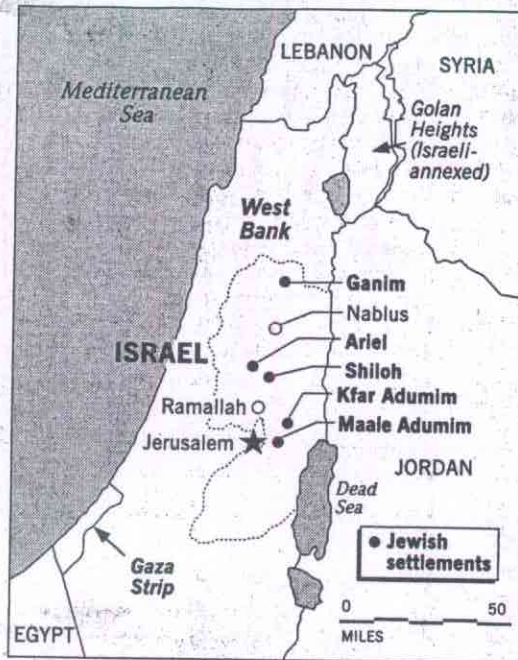 LEBANON
SYRIA
Mediterranean
Sea
Golan
Heights
(Israeli-
annexed)
West
Bank
Ganim
Nablus
ISRAEL
Ariel
Shiloh
Ramallah
Kfar Adumim
Jerusalem
Maale Adumim
JORDAN
Dead
Sea
Jewish
settlements
Gaza
Strip
0 50
MILES
EGYPT